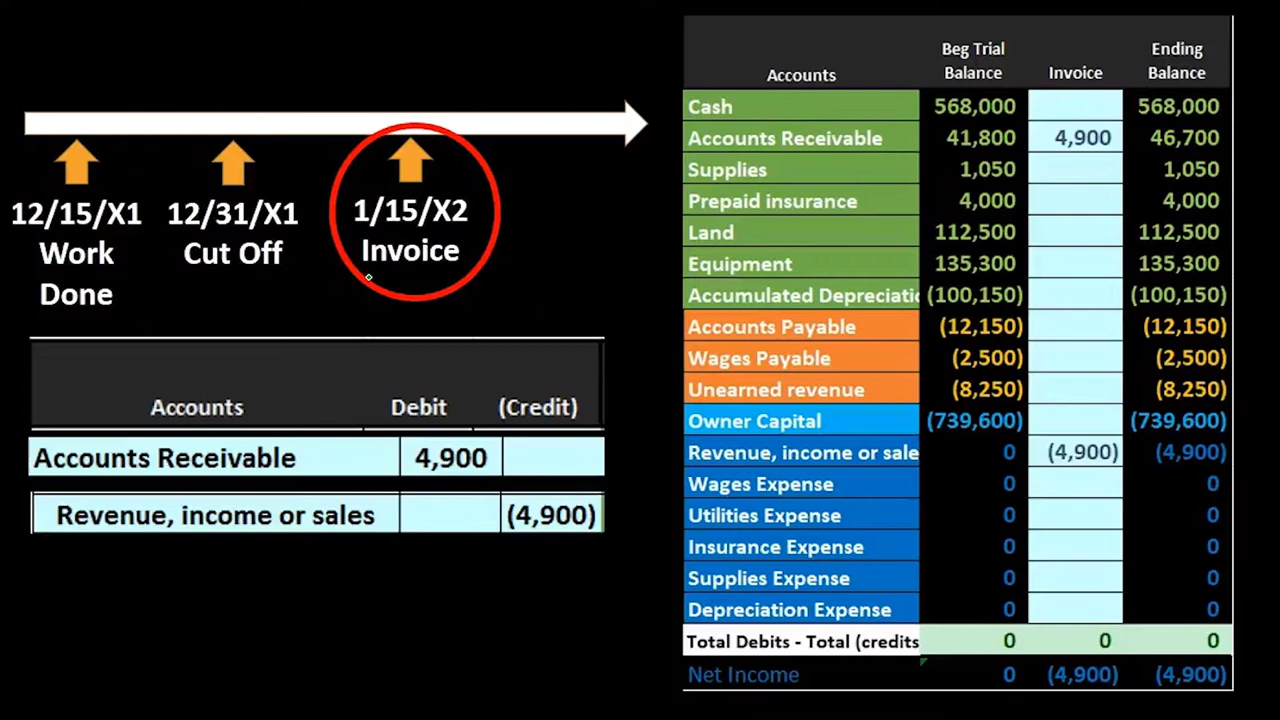 12/15/X1
Work
Done
12/31/X1
Cut Off
1/15/X2
Invoice
Accounts Debit (Credit)
Accounts Receivable 4,900
Revenue, income or sales (4,900)
Accounts Beg Trial Balance Invoice Ending Balance
Cash 568,000 568,000
Accounts Receivable 41,800 4,900 46,700
Supplies 1,050 1,050
Prepaid insurance 4,000 4,000
Land 112,500 112,500
Equipment 135,300 135,300
Accumulated Depreciatio (100,150) (100,150)
Accounts Payable (12,150) (12,150)
Wages Payable (2,500) (2,500)
Unearned revenue (8,250) (8,250)
Owner Capital (739,600) (739,600)
Revenue, income or sale 0 (4,900) (4,900)
Wages Expense 0 0
Utilities Expense 0 0
Insurance Expense 0 0
Supplies Expense 0 0
Depreciation Expense 0 0
Total Debits - Total (credits 0 0 0
Net Income 0 (4,900) (4,900)